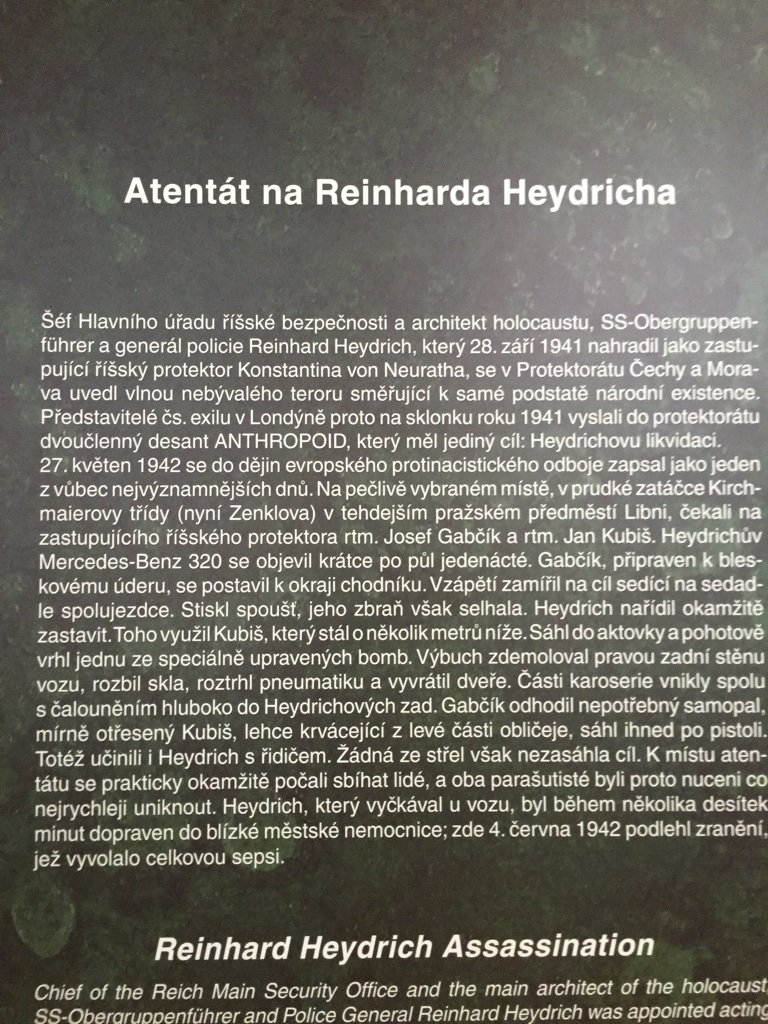 Atentát na Reinharda Heydricha
Šéf Hlavního úřadu říšské bezpečnosti a architekt holocaustu, SS-Obergruppen-
führer a generál policie Reinhard Heydrich, který 28. září 1941 nahradil jako zastu-
pující říšský protektor Konstantina von Neuratha, se v Protektorátu Čechy a Mora-
va uvedl vlnou nebývalého teroru směřující k samé podstatě národní existence.
Představitelé čs. exilu v Londýně proto na sklonku roku 1941 vyslali do protektorátu
dvoučlenný desant ANTHROPOID, který měl jediný cíl: Heydrichovu likvidaci.
27. květen 1942 se do dějin evropského protinacistického odboje zapsal jako jeden
z vůbec nejvýznamnějších dnů. Na pečlivě vybraném místě, v prudké zatáčce Kirch-
maierovy třídy (nyní Zenklova) v tehdejším pražském předměstí Libni, čekali na
zastupujícího říšského protektora rtm. Josef Gabčík a rtm. Jan Kubiš. Heydrichův
Mercedes-Benz 320 se objevil krátce po půl jedenácté. Gabčík, připraven k bles-
kovému úderu, se postavil k okraji chodníku. Vzápětí zamířil na cíl sedící na sedad-
le spolujezdce. Stiskl spoušť, jeho zbraň však selhala. Heydrich nařídil okamžitě
zastavit. Toho využil Kubiš, který stál o několik metrů níže. Sáhl do aktovky a pohotově
vrhl jednu ze speciálně upravených bomb. Výbuch zdemoloval pravou zadní stěnu
vozu, rozbil skla, roztrhl pneumatiku a vyvrátil dveře. Části karoserie vnikly spolu
s čalouněním hluboko do Heydrichových zad. Gabčík odhodil nepotřebný samopal,
mírně otřesený Kubiš, lehce krvácející z levé části obličeje, sáhl ihned po pistoli.
Totéž učinili i Heydrich s řidičem. Žádná ze střel však nezasáhla cíl. K místu aten-
tátu se prakticky okamžitě počali sbíhat lidé, a oba parašutisté byli proto nuceni co
nejrychleji uniknout. Heydrich, který vyčkával u vozu, byl během několika desítek
minut dopraven do blízké městské nemocnice; zde 4. června 1942 podlehl zranění,
jež vyvolalo celkovou sepsi.
Reinhard Heydrich Assassination
Chief of the Reich Main Security Office and the main architect of the holocaust,
SS-Obergruppenführer and Police General Reinhard Heydrich was appointed acting